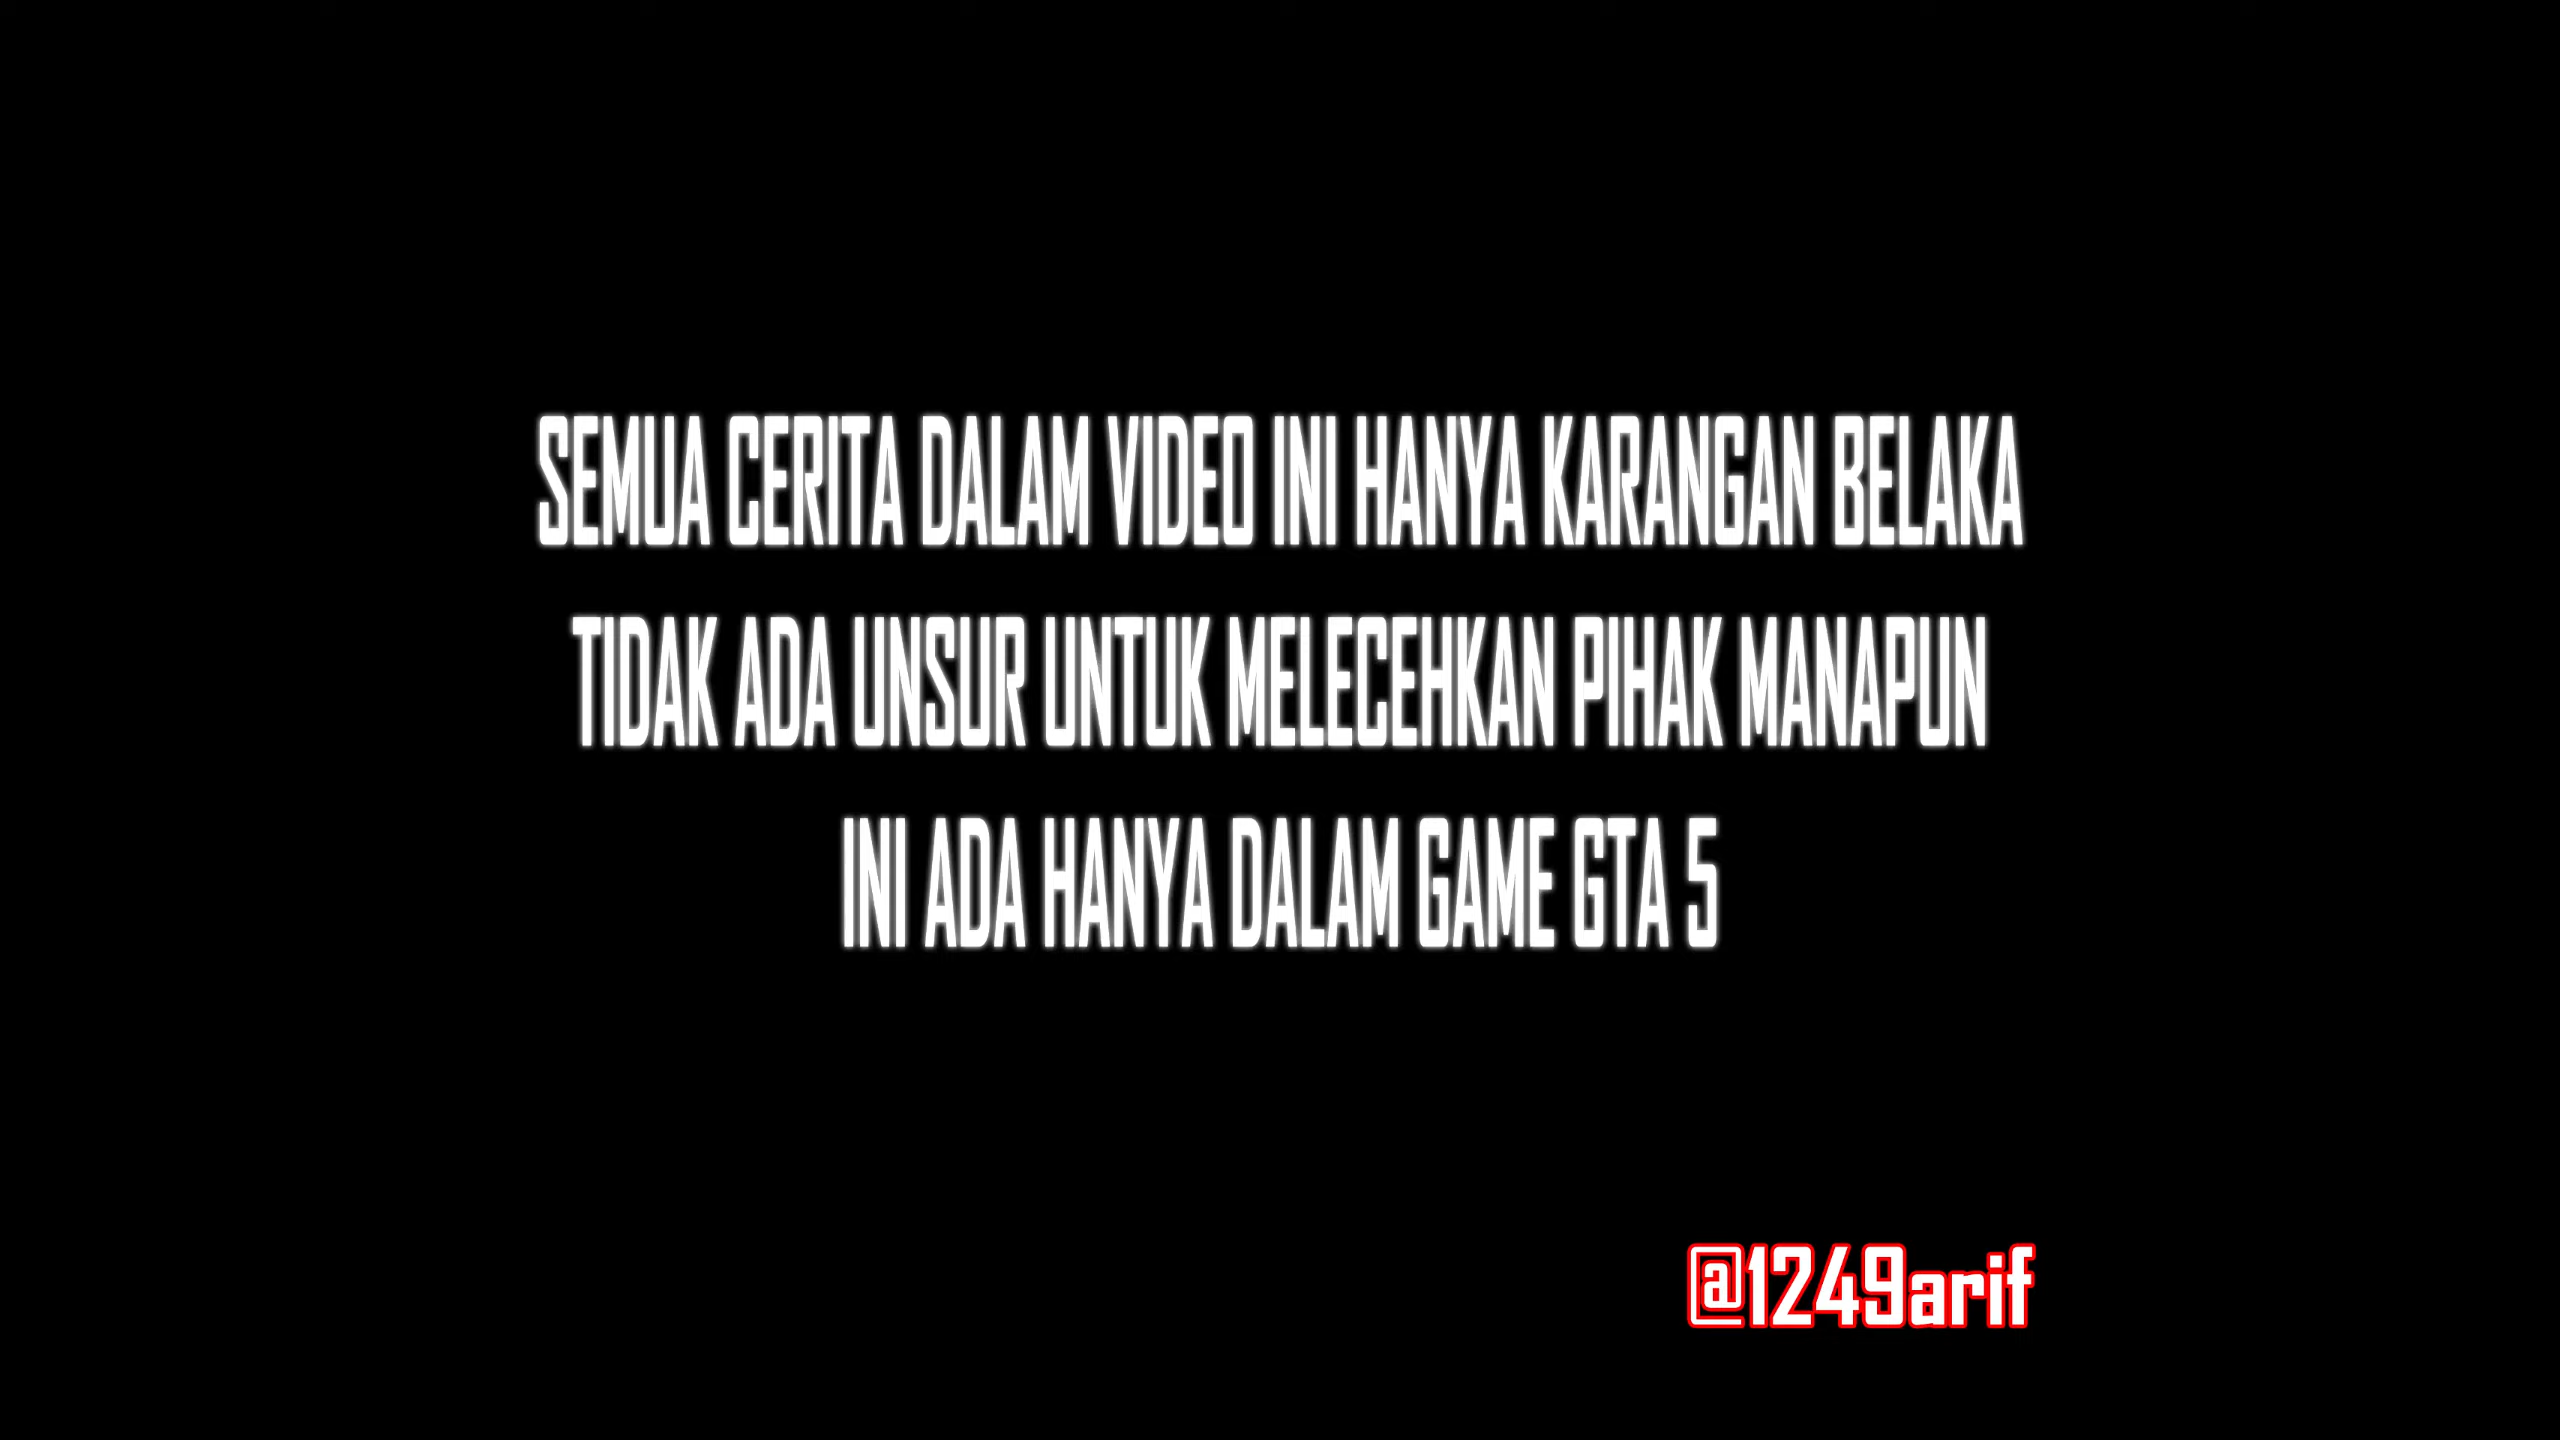 SEMUA CERITA DALAM VIDEO INI HANYA KARANGAN BELAKA
TIDAK ADA UNSUR UNTUK MELECEHKAN PIHAK MANAPUN
INI ADA HANYA DALAM GAME GTA 5
@1249arif